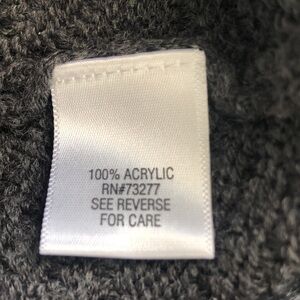 100% ACRYLIC
RN#73277
SEE REVERSE
FOR CARE